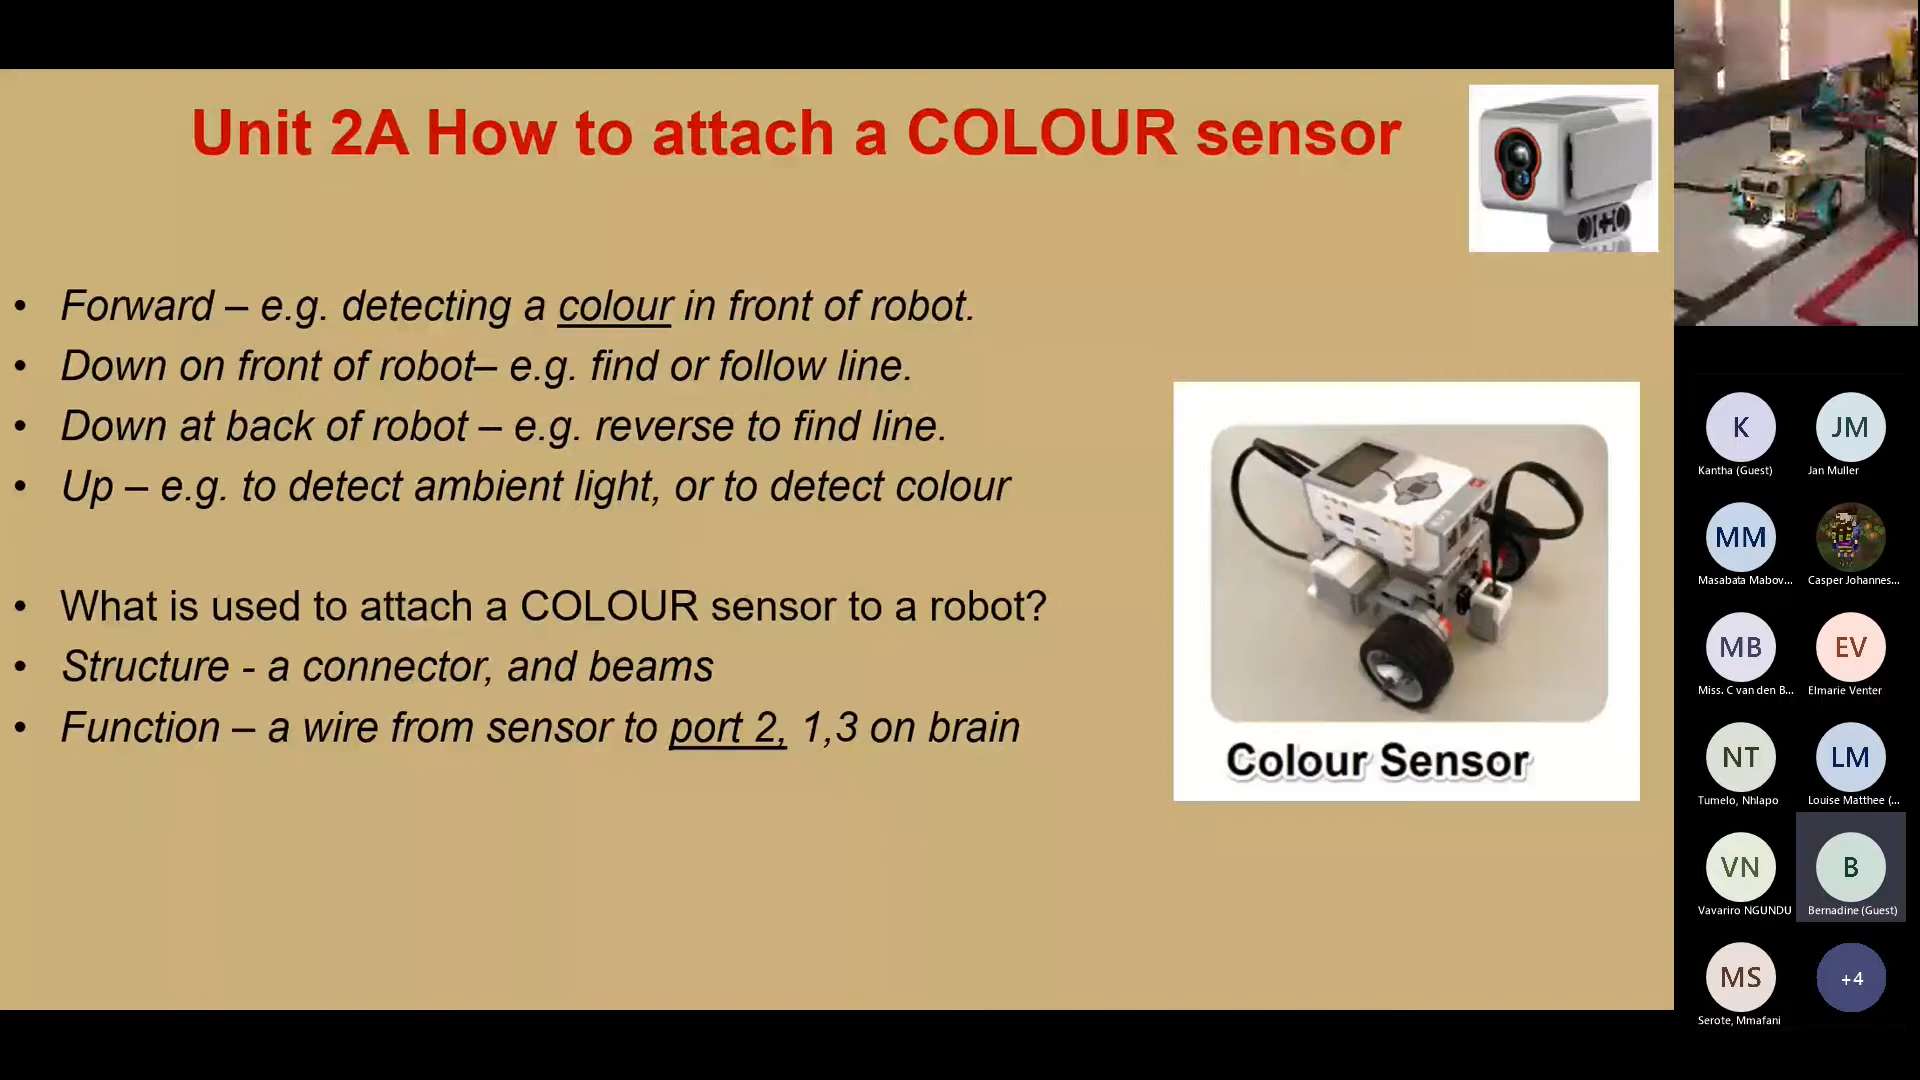 Unit 2A How to attach a COLOUR sensor
• Forward – e.g. detecting a colour in front of robot.
• Down on front of robot– e.g. find or follow line.
• Down at back of robot – e.g. reverse to find line.
• Up – e.g. to detect ambient light, or to detect colour
• What is used to attach a COLOUR sensor to a robot?
• Structure - a connector, and beams
• Function – a wire from sensor to port 2, 1,3 on brain
Colour Sensor
K
Kantha (Guest)
JM
Jan Muller
MM
Masabata Mabov...
Casper Johannes...
MB
Miss. C van den B...
EV
Elmarie Venter
NT
Tumelo, Nhlapo
LM
Louise Matthee (...
VN
Vavariro NGUNDU
B
Bernadine (Guest)
MS
Serote, Mmafani
+4